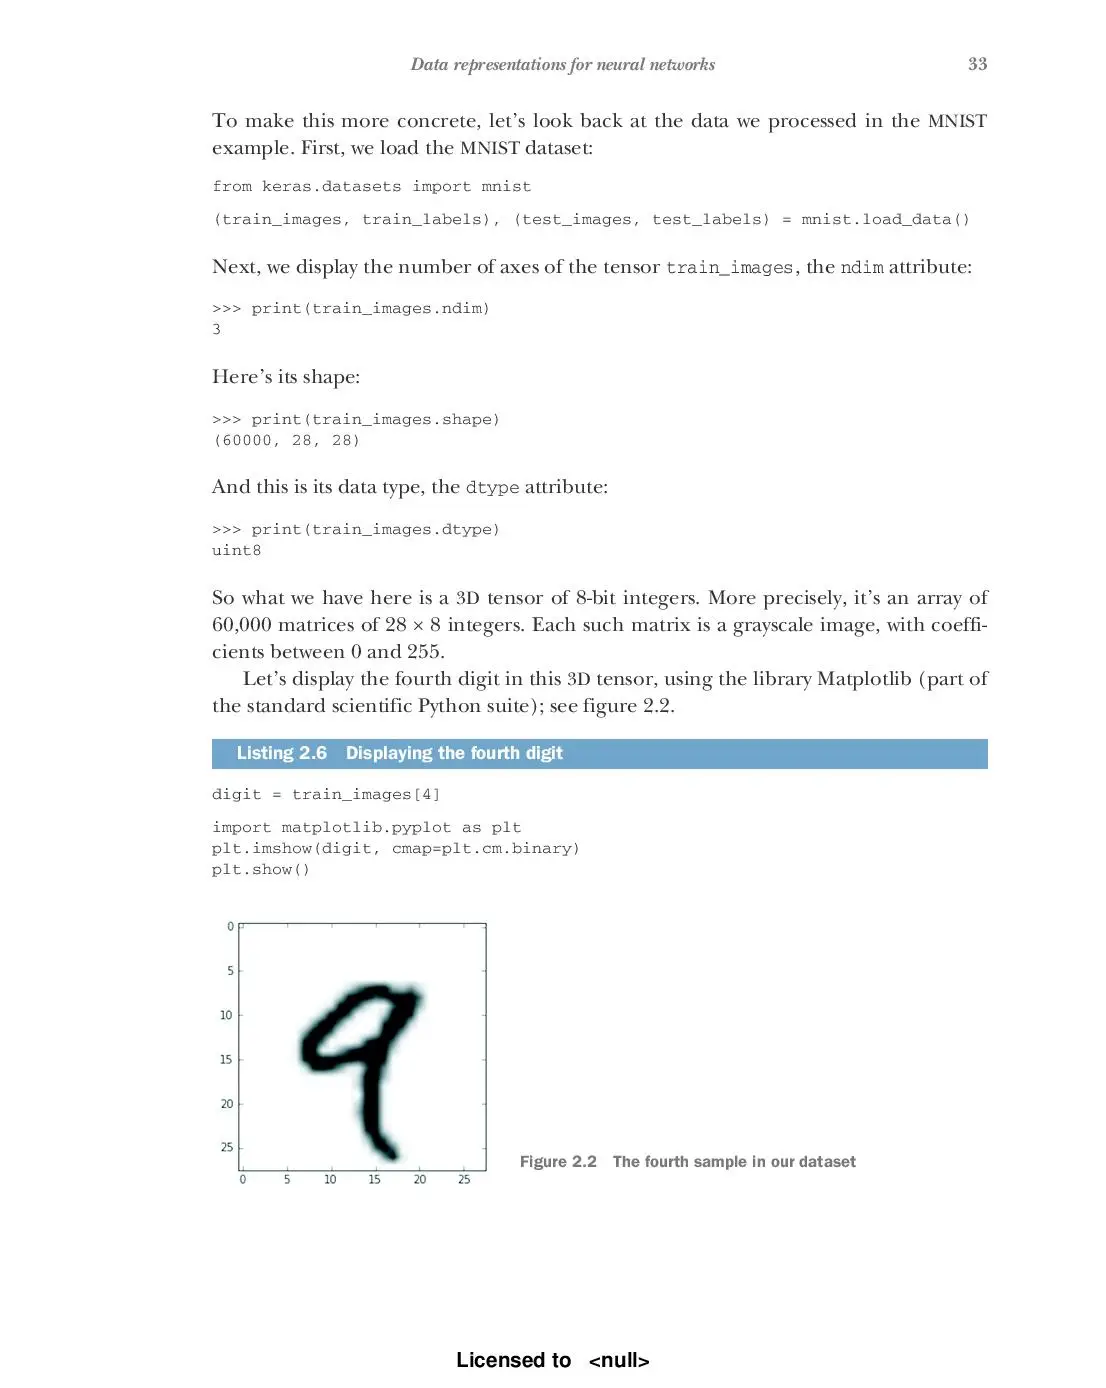 Data representations for neural networks 33
To make this more concrete, let’s look back at the data we processed in the MNIST
example. First, we load the MNIST dataset:
from keras.datasets import mnist
(train_images, train_labels), (test_images, test_labels) = mnist.load_data()
Next, we display the number of axes of the tensor train_images, the ndim attribute:
>>> print(train_images.ndim)
3
Here’s its shape:
>>> print(train_images.shape)
(60000, 28, 28)
And this is its data type, the dtype attribute:
>>> print(train_images.dtype)
uint8
So what we have here is a 3D tensor of 8-bit integers. More precisely, it’s an array of
60,000 matrices of 28 × 8 integers. Each such matrix is a grayscale image, with coeffi-
cients between 0 and 255.
Let’s display the fourth digit in this 3D tensor, using the library Matplotlib (part of
the standard scientific Python suite); see figure 2.2.
Listing 2.6 Displaying the fourth digit
digit = train_images[4]
import matplotlib.pyplot as plt
plt.imshow(digit, cmap=plt.cm.binary)
plt.show()
0
5
10
15
20
25
9
0 5 10 15 20 25
Figure 2.2 The fourth sample in our dataset
Licensed to <null>